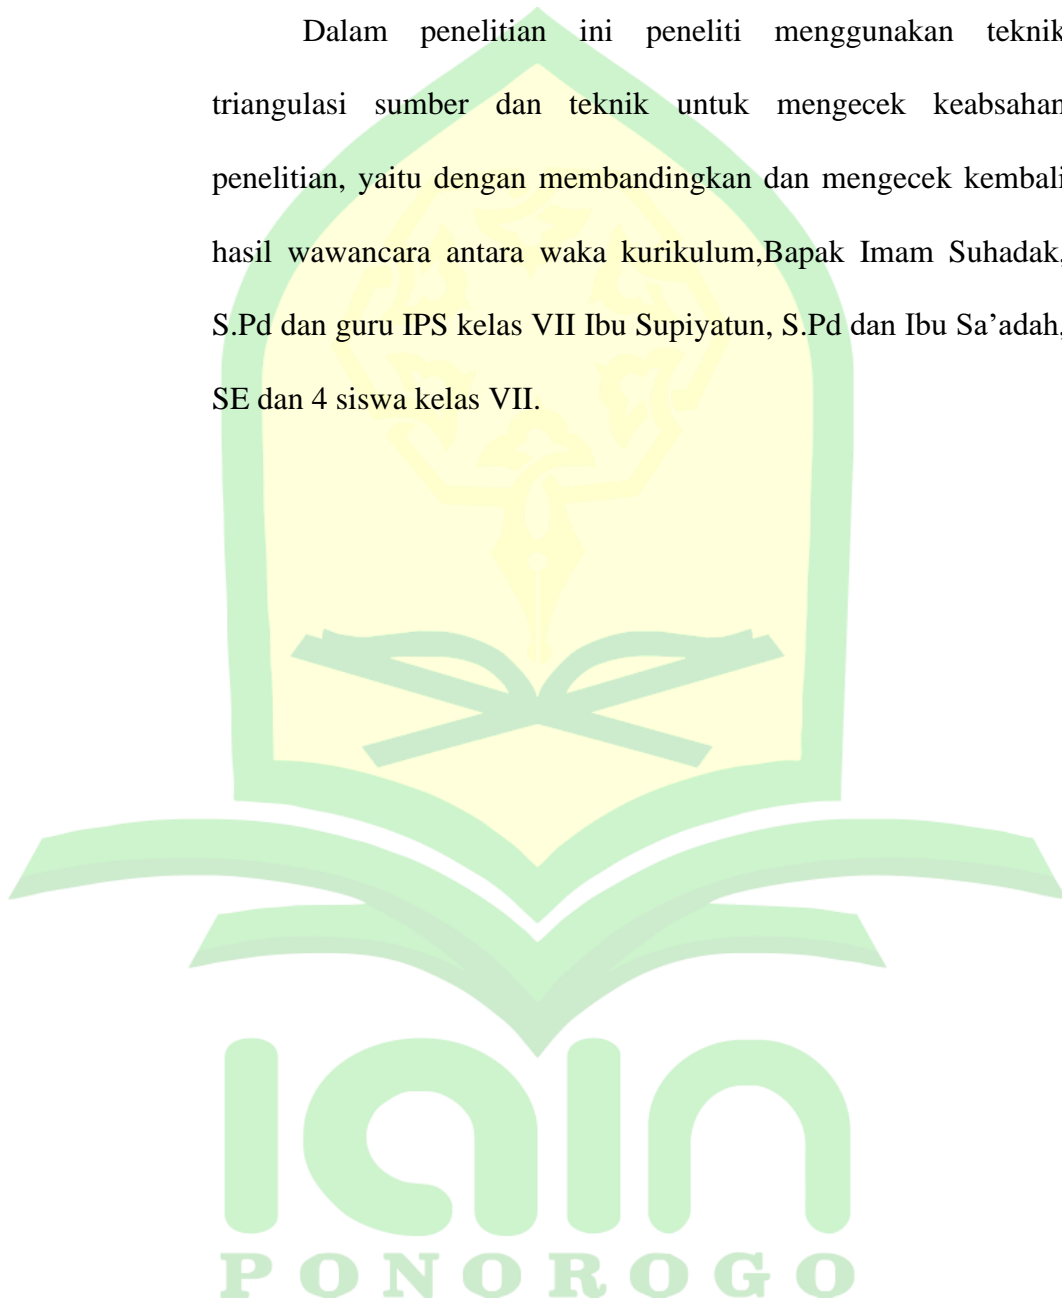 Dalam penelitian ini peneliti menggunakan teknik
triangulasi sumber dan teknik untuk mengecek keabsahan
penelitian, yaitu dengan membandingkan dan mengecek kembali
hasil wawancara antara waka kurikulum,Bapak Imam Suhadak,
S.Pd dan guru IPS kelas VII Ibu Supiyatun, S.Pd dan Ibu Sa’adah,
SE dan 4 siswa kelas VII.
iain
PONOROGO